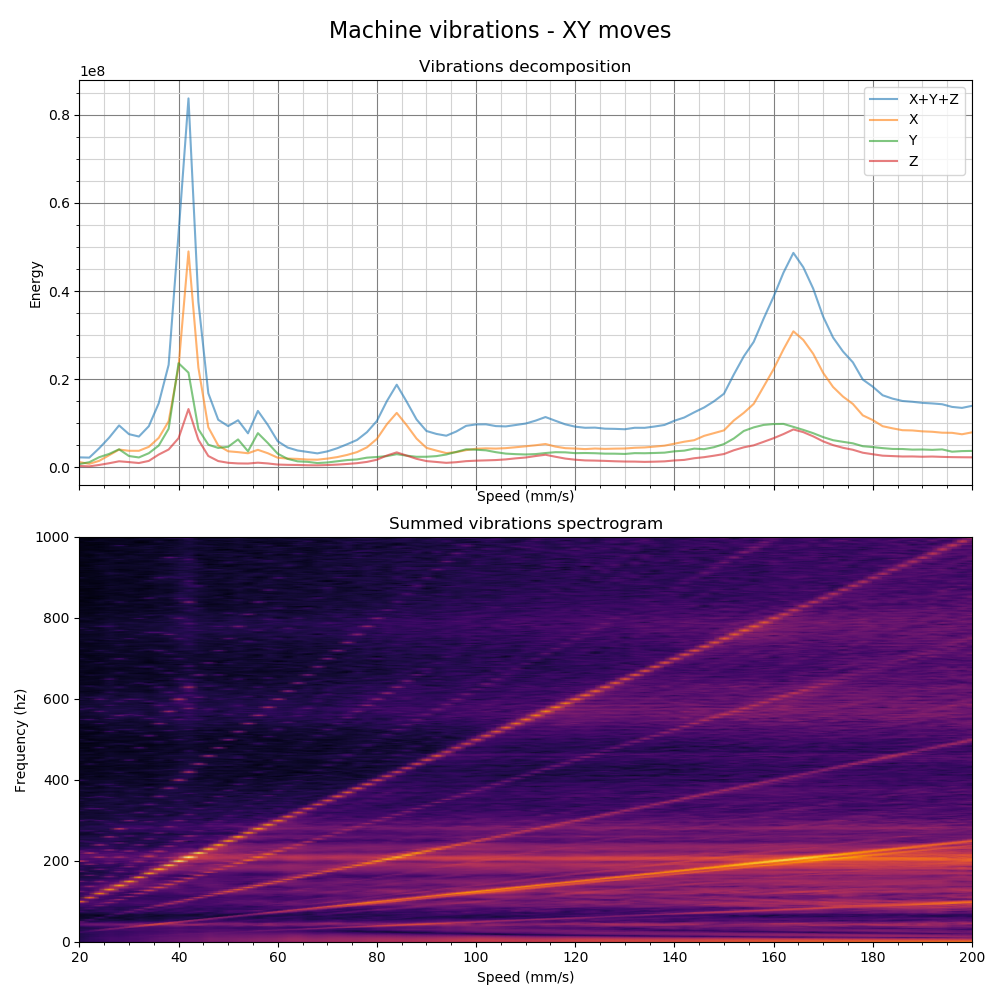 Machine vibrations - XY moves
Vibrations decomposition
1e8
X+Y+Z
X
Y
Z
0.8
0.6
0.4
0.2
0.0
Energy
Speed (mm/s)
Summed vibrations spectrogram
1000
800
600
400
200
0
Frequency (hz)
20 40 60 80 100 120 140 160 180 200
Speed (mm/s)